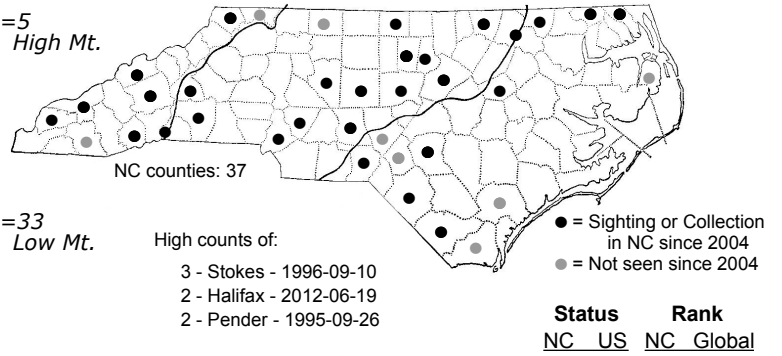 =5
High Mt.
NC counties: 37
=33
Low Mt.
High counts of:
3 - Stokes - 1996-09-10
2 - Halifax - 2012-06-19
2 - Pender - 1995-09-26
= Sighting or Collection
in NC since 2004
= Not seen since 2004
Status Rank
NC US NC Global